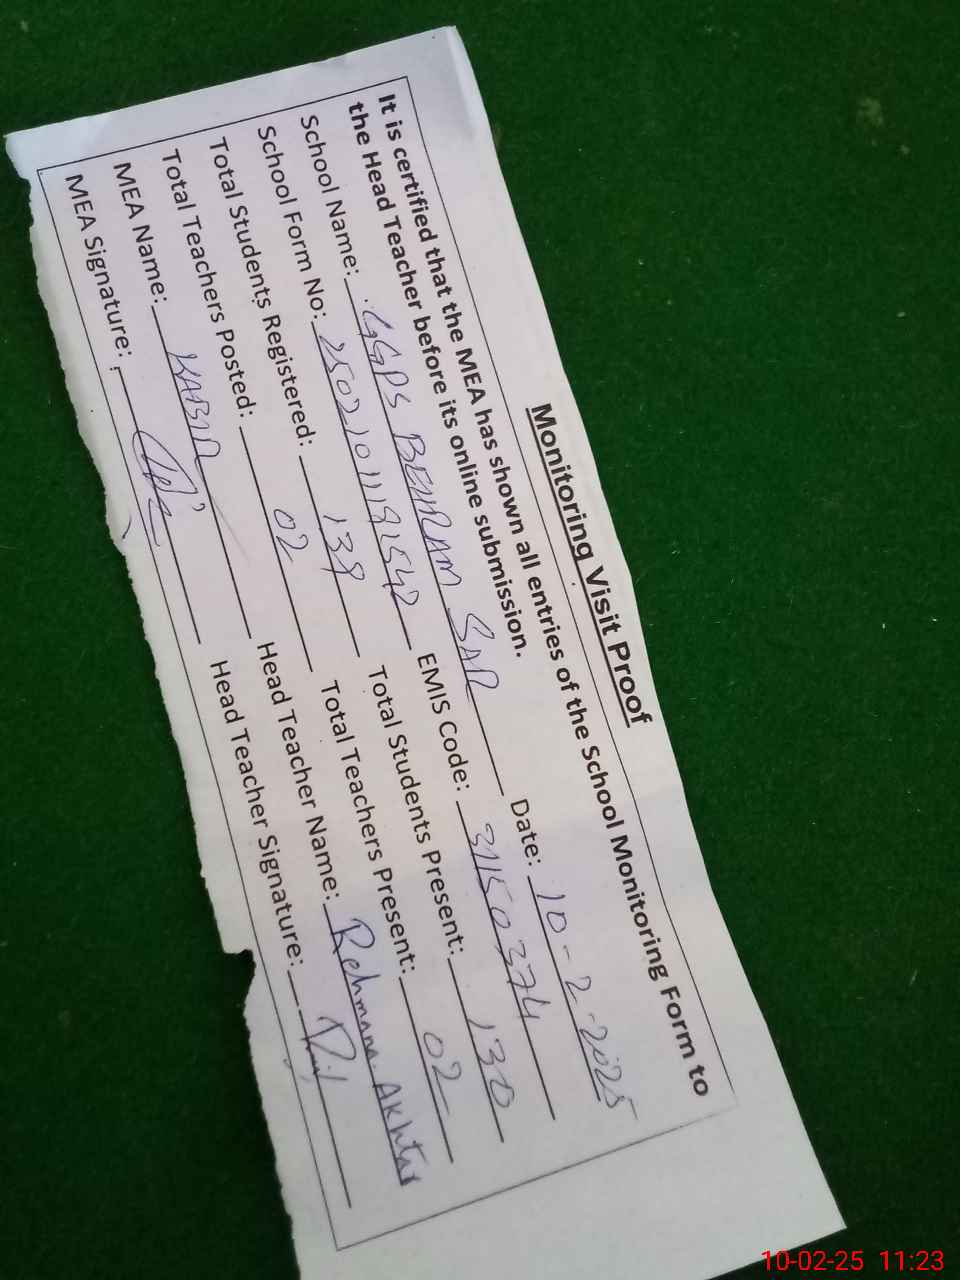 Monitoring Visit Proof
It is certified that the MEA has shown all entries of the School Monitoring Form to
the Head Teacher before its online submission.
School Name: GGPS BEHRAM SAR Date: 10-2-2025
School Form No: EMIS Code: 31150374
Total Students Registered: 138 Total Students Present: 130
Total Teachers Posted: 02 Total Teachers Present: 02
MEA Name: KABIR Head Teacher Name: Rehmana Akhtar
MEA Signature: Head Teacher Signature:
10-02-25 11:23